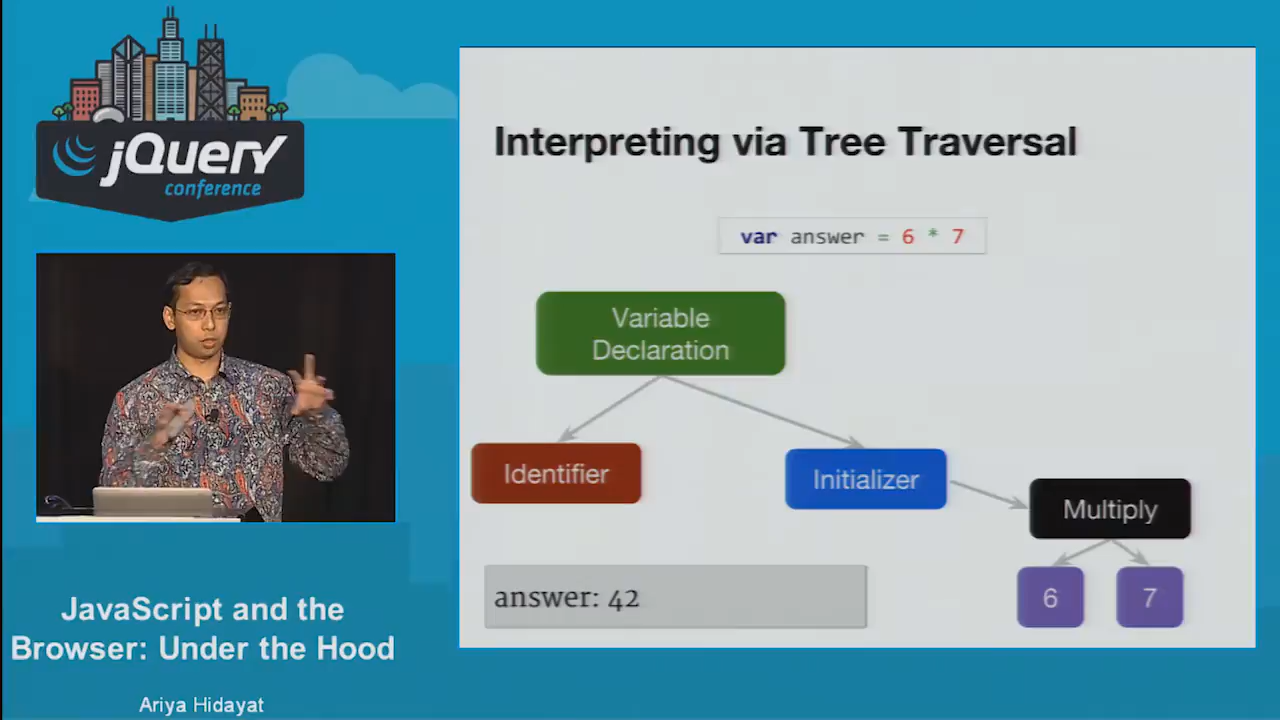 jQuery
conference
JavaScript and the
Browser: Under the Hood
Ariya Hidayat
Interpreting via Tree Traversal
var answer = 6 * 7
Variable
Declaration
Identifier
Initializer
Multiply
6
7
answer: 42